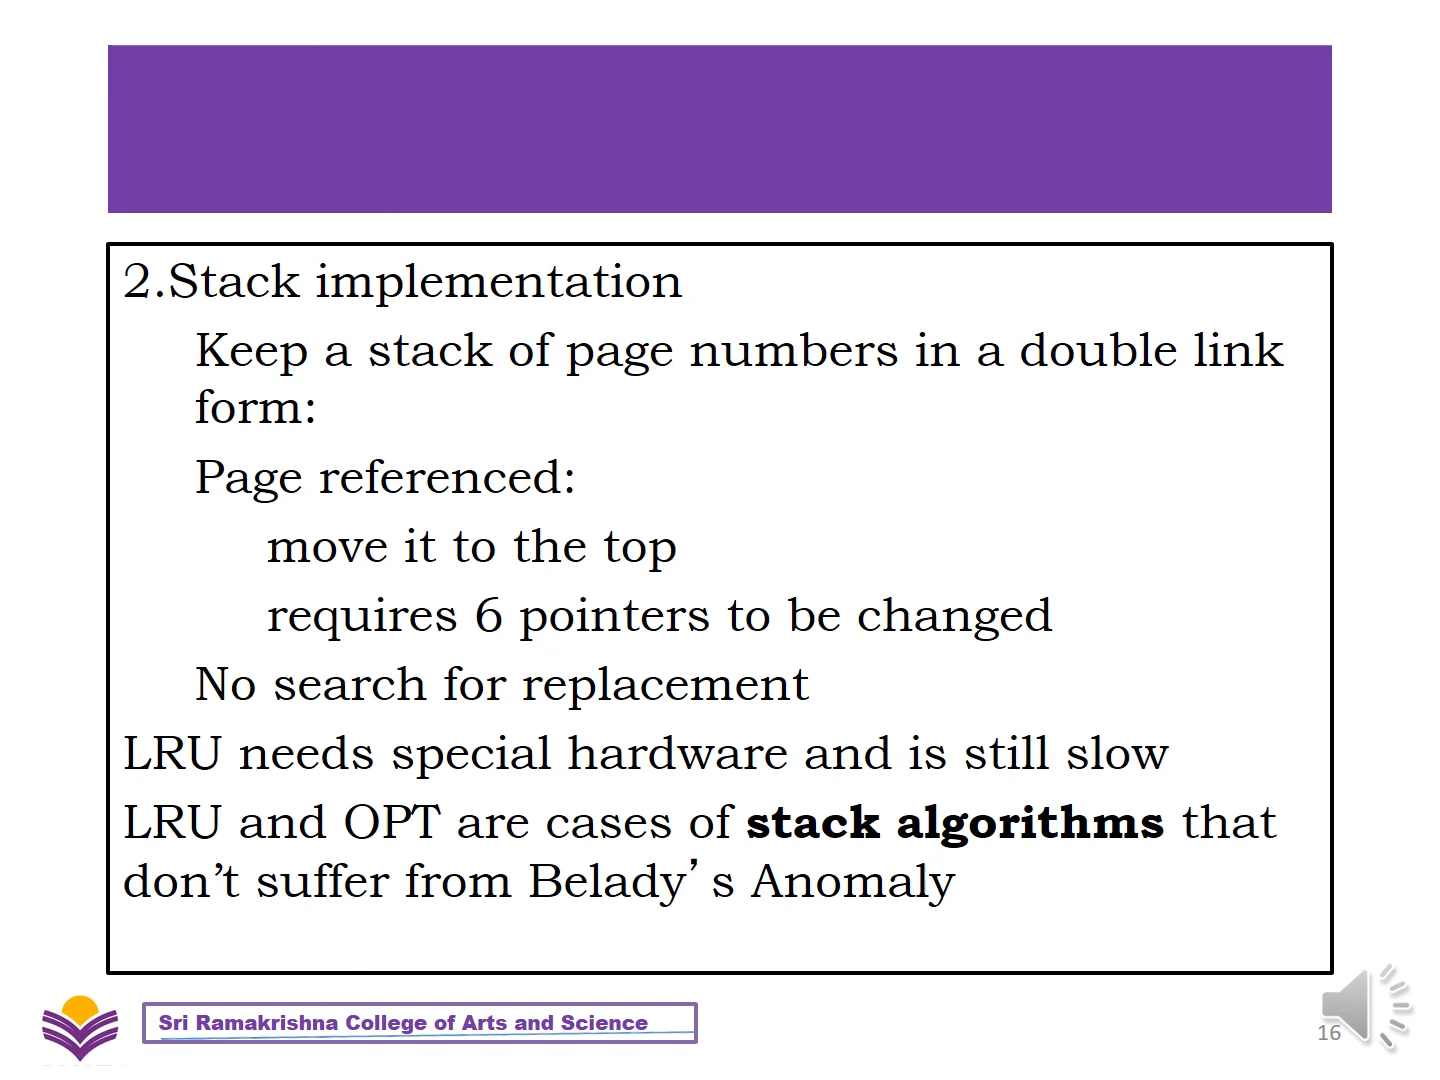 2.Stack implementation
Keep a stack of page numbers in a double link
form:
Page referenced:
move it to the top
requires 6 pointers to be changed
No search for replacement
LRU needs special hardware and is still slow
LRU and OPT are cases of stack algorithms that
don’t suffer from Belady’ s Anomaly
Sri Ramakrishna College of Arts and Science
16